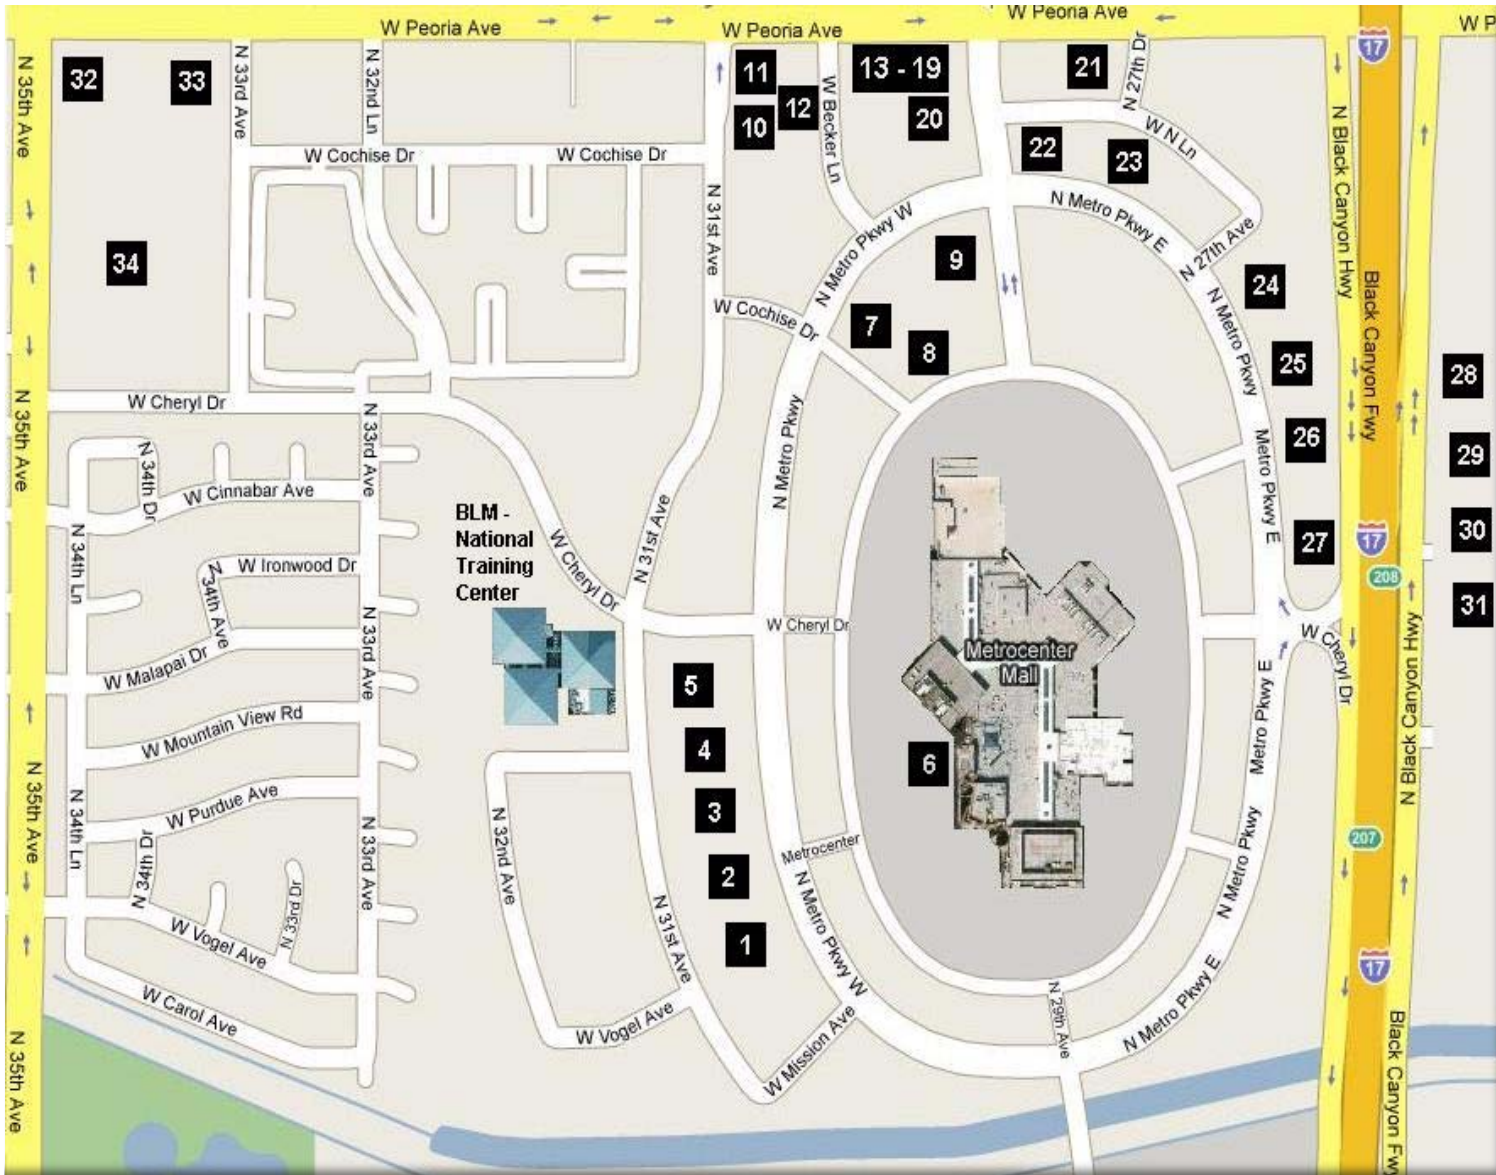 W Peoria Ave
W Peoria Ave
W Peoria Ave
W P
N 35th Ave
32
33
N 33rd Ave
N 32nd Ln
11
10
12
W Becker Ln
13 - 19
20
21
N 27th Dr
W N Ln
22
23
17
N Black Canyon Hwy
W Cochise Dr
W Cochise Dr
N 31st Ave
N Metro Pkwy W
N Metro Pkwy E
N 27th Ave
34
9
24
W Cochise Dr
7
8
N Metro Pkwy
25
Black Canyon Fwy
28
N 35th Ave
W Cheryl Dr
N 33rd Ave
N Metro Pkwy
26
29
Metro Pkwy E
N 34th Dr
W Cinnabar Ave
BLM -
National
Training
Center
N 31st Ave
W Cheryl Dr
27
17
30
208
N 34th Ln
W Ironwood Dr
N 34th Ave
31
N 33rd Ave
W Cheryl Dr
W Cheryl Dr
N Black Canyon Hwy
W Malapai Dr
Metrocenter
Mall
5
Metro Pkwy E
W Mountain View Rd
4
6
N 35th Ave
W Purdue Ave
N 34th Ln
3
N 32nd Ave
N 33rd Ave
Metrocenter
N Metro Pkwy
207
N 34th Dr
2
N 33rd Dr
W Vogel Ave
N 31st Ave
1
N Metro Pkwy W
17
W Carol Ave
N 29th Ave
N Metro Pkwy E
W Vogel Ave
W Mission Ave
N 35th Ave
Black Canyon Fwy